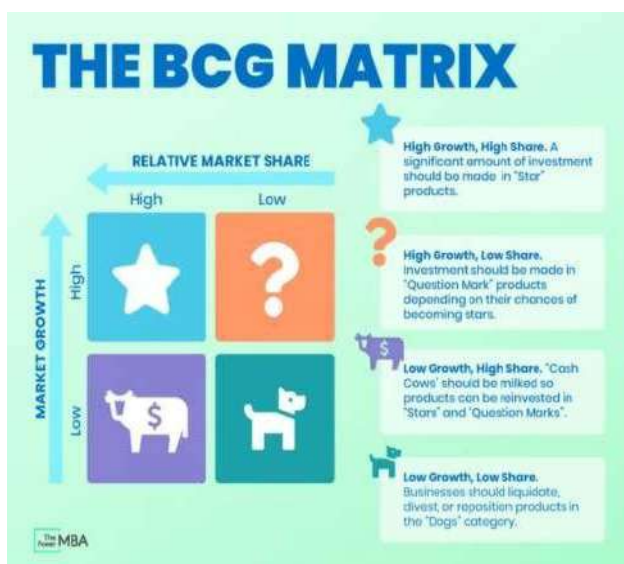 THE BCG MATRIX
RELATIVE MARKET SHARE
High
Low
MARKET GROWTH
High
Low
$
High Growth, High Share. A
significant amount of investment
should be made in "Star"
products.
?
High Growth, Low Share.
Investment should be made in
"Question Mark" products
depending on their chances of
becoming stars.
$
Low Growth, High Share. "Cash
Cows' should be milked so
products can be reinvested in
"Stars" and 'Question Marks".
Low Growth, Low Share.
Businesses should liquidate,
divest, or reposition products in
the "Dogs" category.
The
Power
MBA